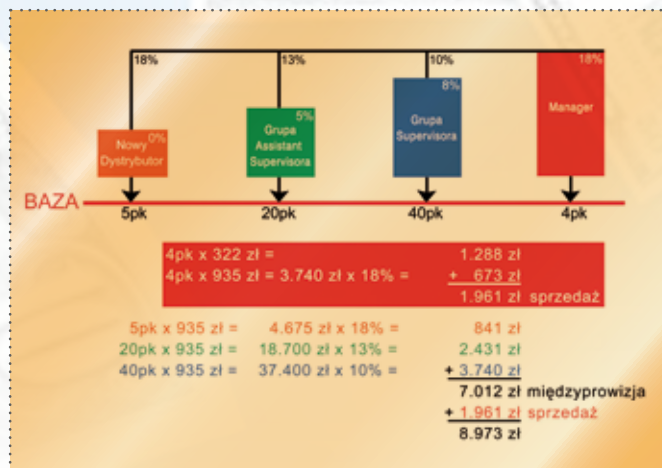 18% 13% 10% 18%
Nowy 0%
Dystrybutor
5%
Grupa
Assistant
Supervisora
8%
Grupa
Supervisora
Manager
BAZA
5pk 20pk 40pk 4pk
4pk x 322 zł = 1.288 zł
4pk x 935 zł = 3.740 zł x 18% = + 673 zł
1.961 zł sprzedaż
5pk x 935 zł = 4.675 zł x 18% = 841 zł
20pk x 935 zł = 18.700 zł x 13% = 2.431 zł
40pk x 935 zł = 37.400 zł x 10% = + 3.740 zł
7.012 zł międzyprowizja
+ 1.961 zł sprzedaż
8.973 zł